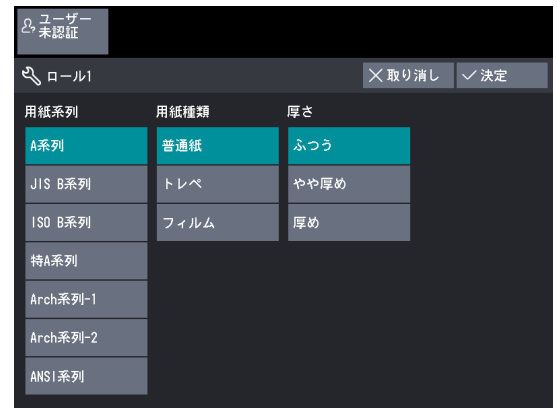 ユーザー
未認証
ロール1
取り消し
決定
用紙系列
用紙種類
厚さ
A系列
普通紙
ふつう
JIS B系列
トレペ
やや厚め
ISO B系列
フィルム
厚め
特A系列
Arch系列-1
Arch系列-2
ANSI系列